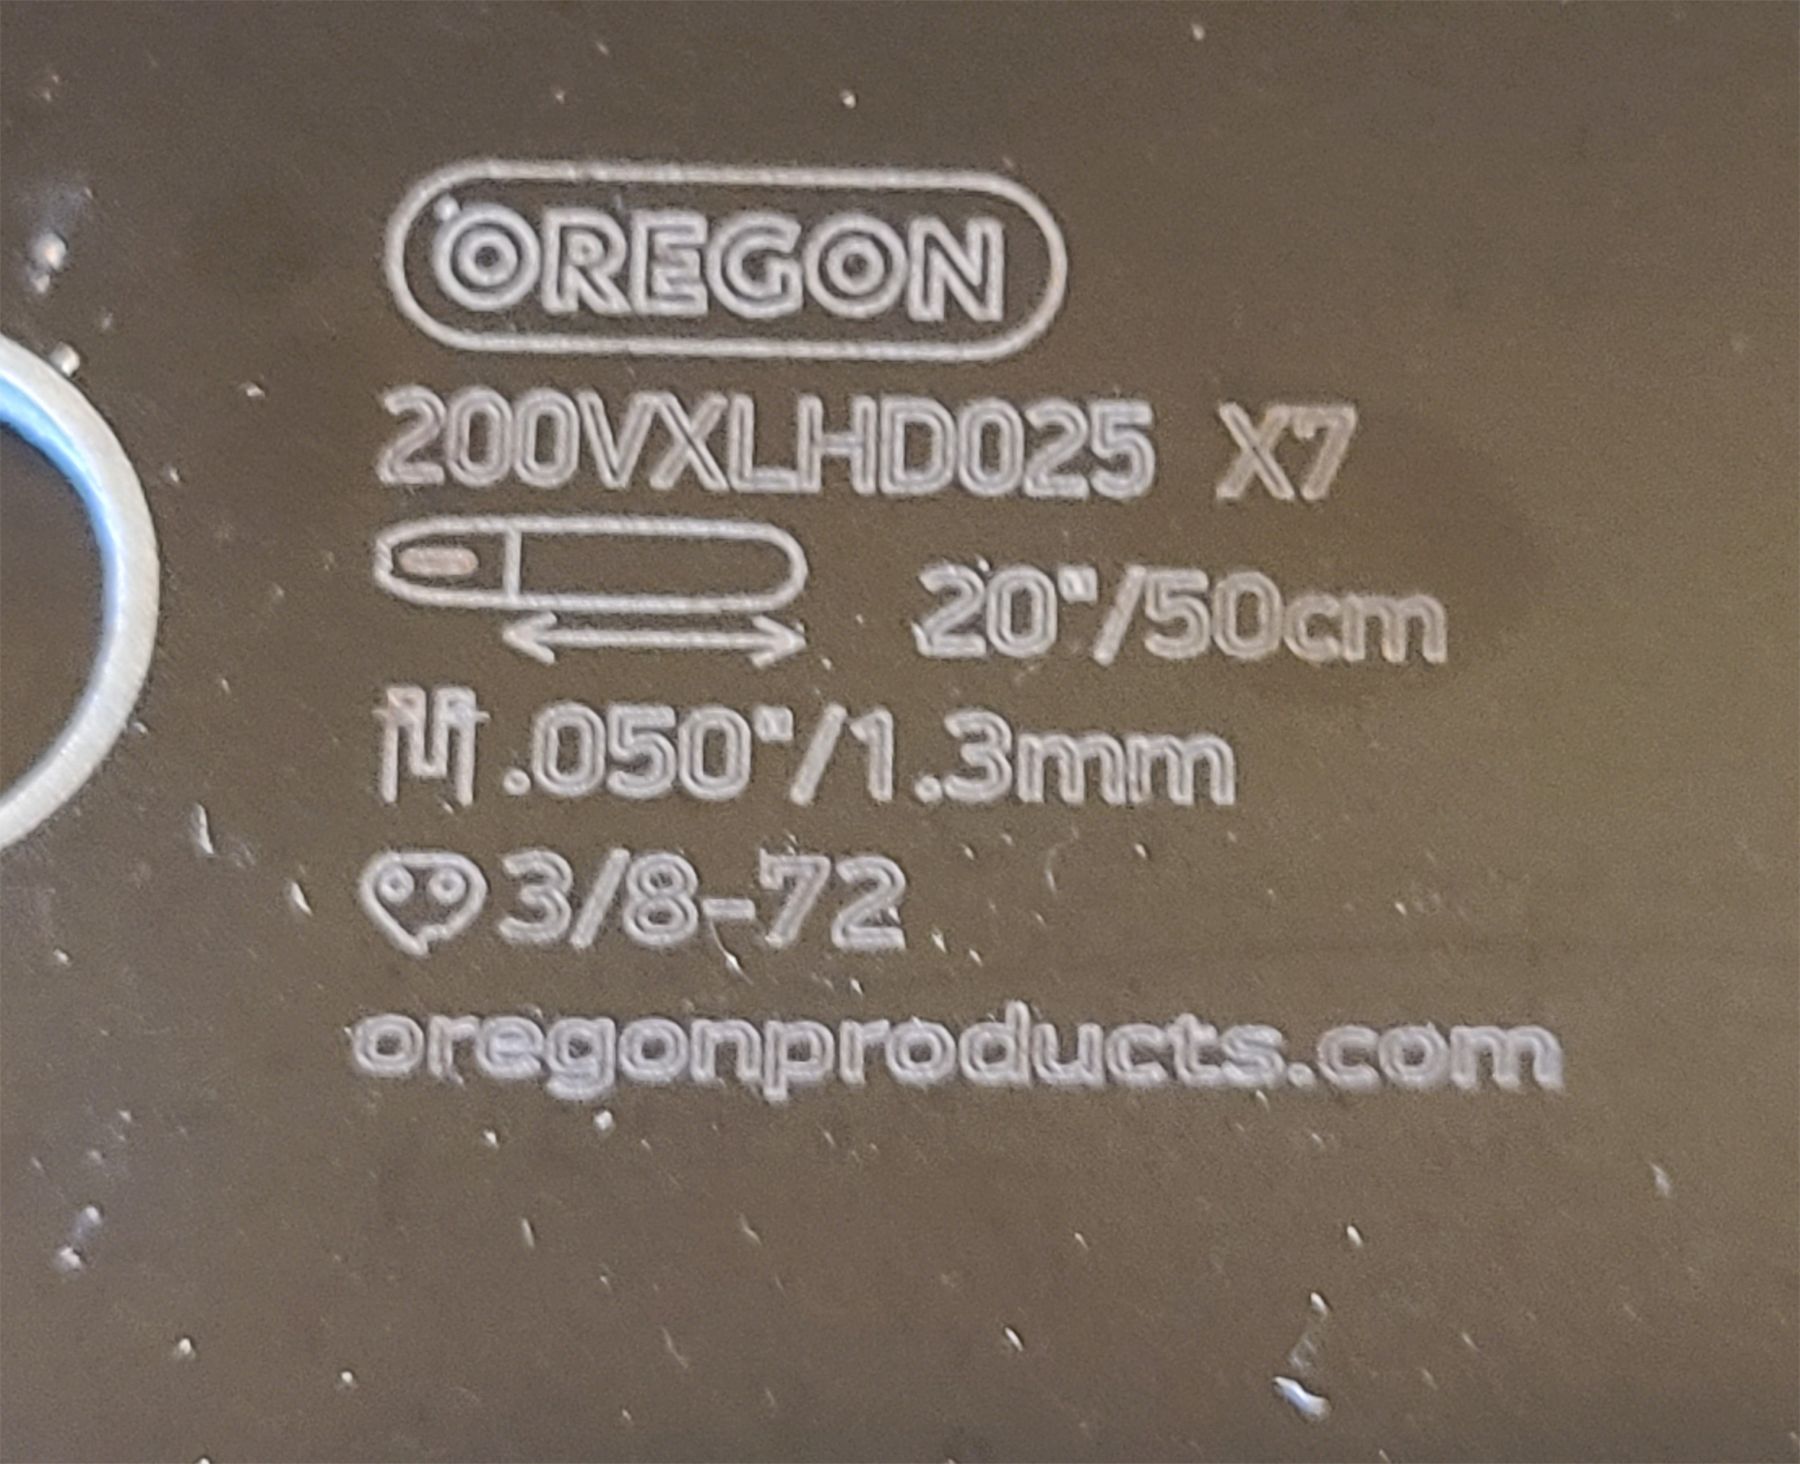 OREGON
200VXLHD025 X7
20"/50cm
.050"/1.3mm
3/8-72
oregonproducts.com